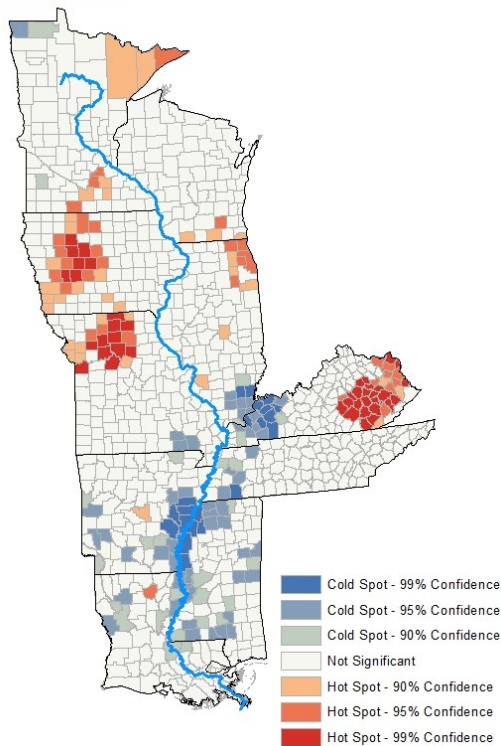 Cold Spot - 99% Confidence
Cold Spot - 95% Confidence
Cold Spot - 90% Confidence
Not Significant
Hot Spot - 90% Confidence
Hot Spot - 95% Confidence
Hot Spot - 99% Confidence